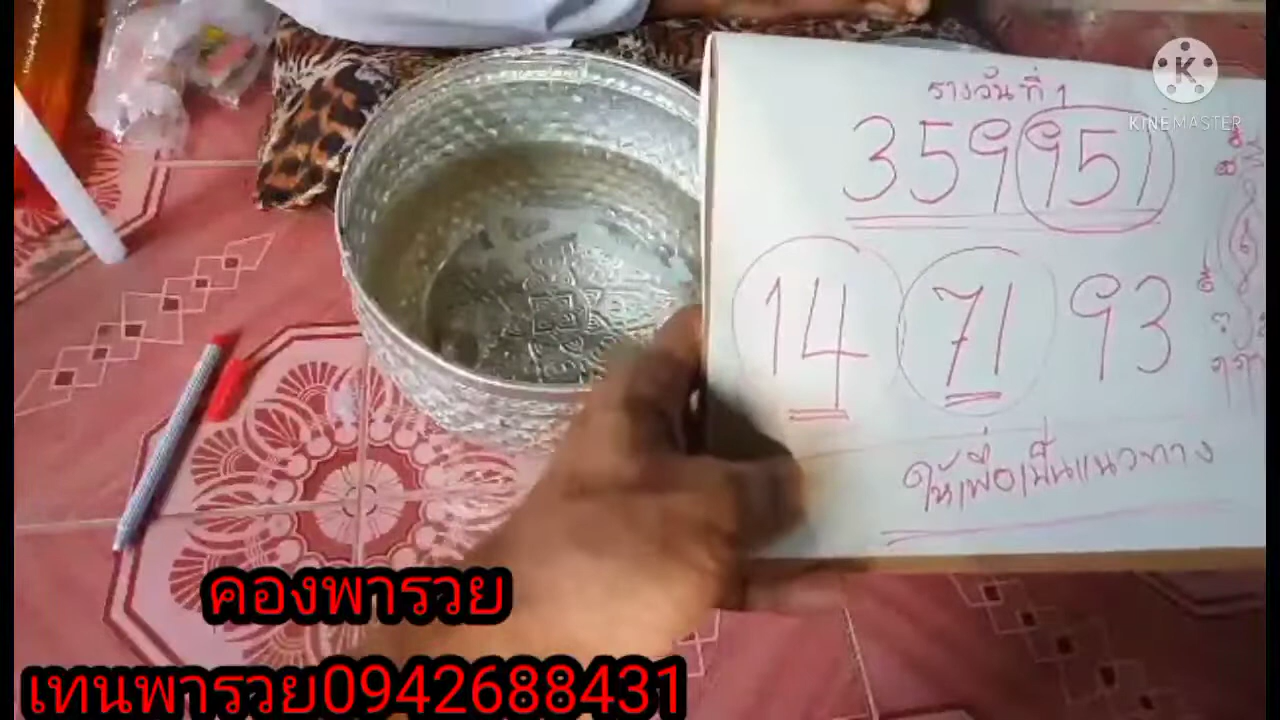 รางวันที่ 1
KINEMASTER
359951
14 71 93
ให้เพื่อเป็นแนวทาง
คองพารวย
เทนพารวย0942688431